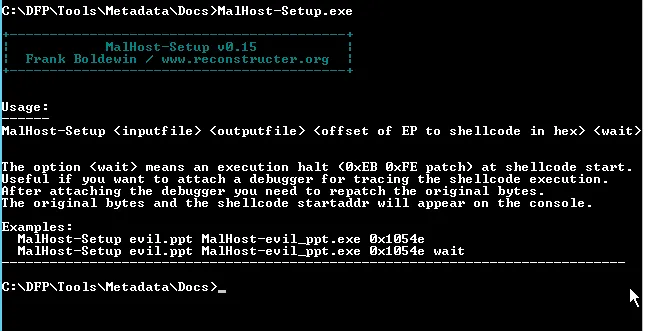 C:\DFP\Tools\Metadata\Docs>MalHost-Setup.exe
+---------------------------------------------+
¦ MalHost-Setup v0.15 ¦
¦ Frank Boldewin / www.reconstructer.org ¦
+---------------------------------------------+
Usage:
------
MalHost-Setup <inputfile> <outputfile> <offset of EP to shellcode in hex> <wait>
The option <wait> means an execution halt (0xEB 0xFE patch) at shellcode start.
Useful if you want to attach a debugger for tracing the shellcode execution.
After attaching the debugger you need to repatch the original bytes.
The original bytes and the shellcode startaddr will appear on the console.
Examples:
MalHost-Setup evil.ppt MalHost-evil_ppt.exe 0x1054e
MalHost-Setup evil.ppt MalHost-evil_ppt.exe 0x1054e wait
-------------------------------------------------------------------------------
C:\DFP\Tools\Metadata\Docs>_